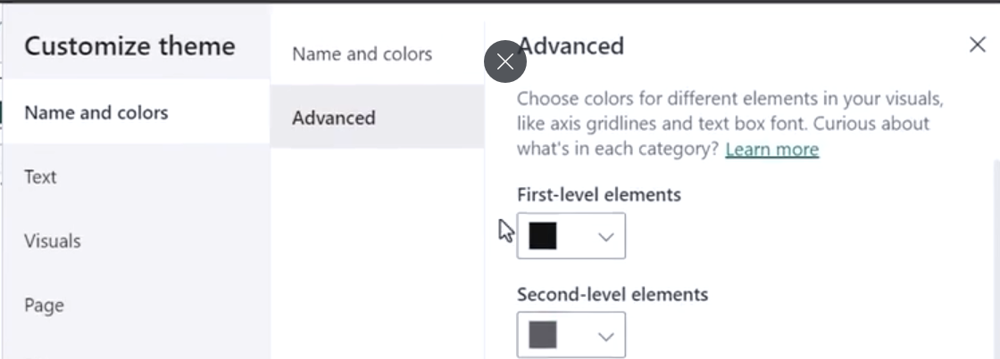 Customize theme
Name and colors
Text
Visuals
Page
Name and colors
Advanced
Advanced
Choose colors for different elements in your visuals,
like axis gridlines and text box font. Curious about
what's in each category? Learn more
First-level elements
Second-level elements